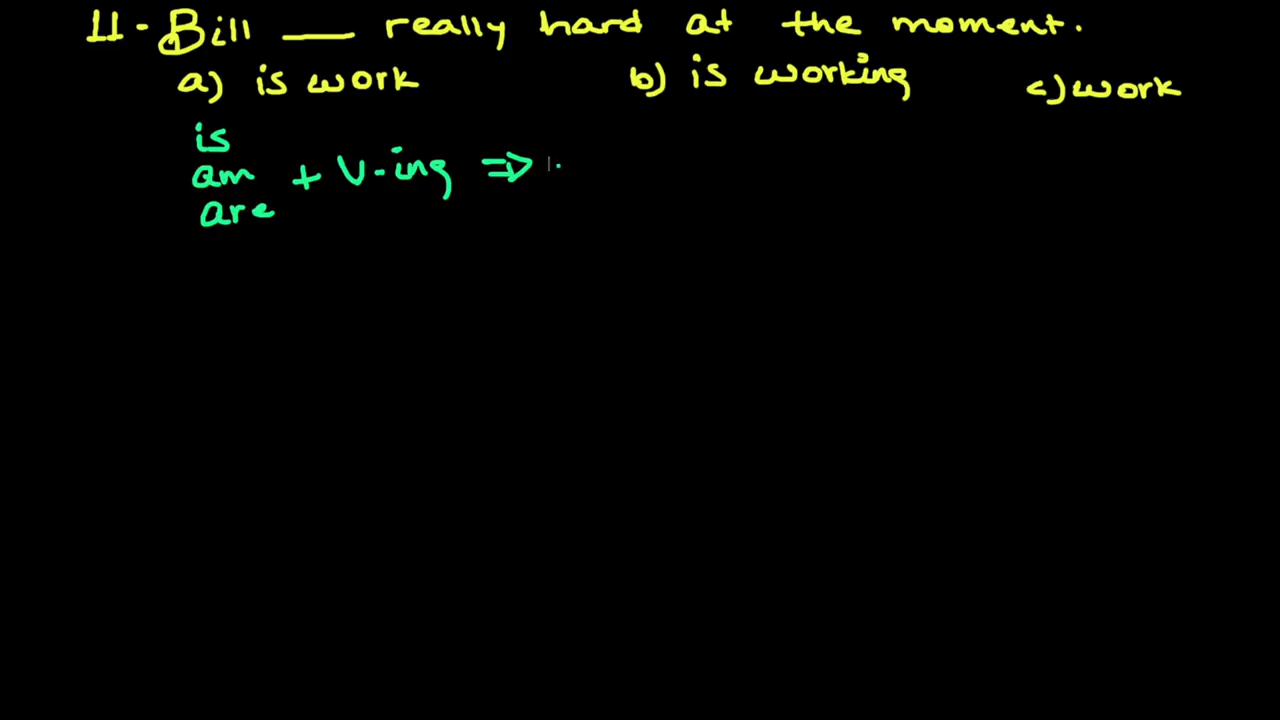 11- Bill ___ really hard at the moment.
a) is work b) is working c) work
is
am + V-ing ⇒
are